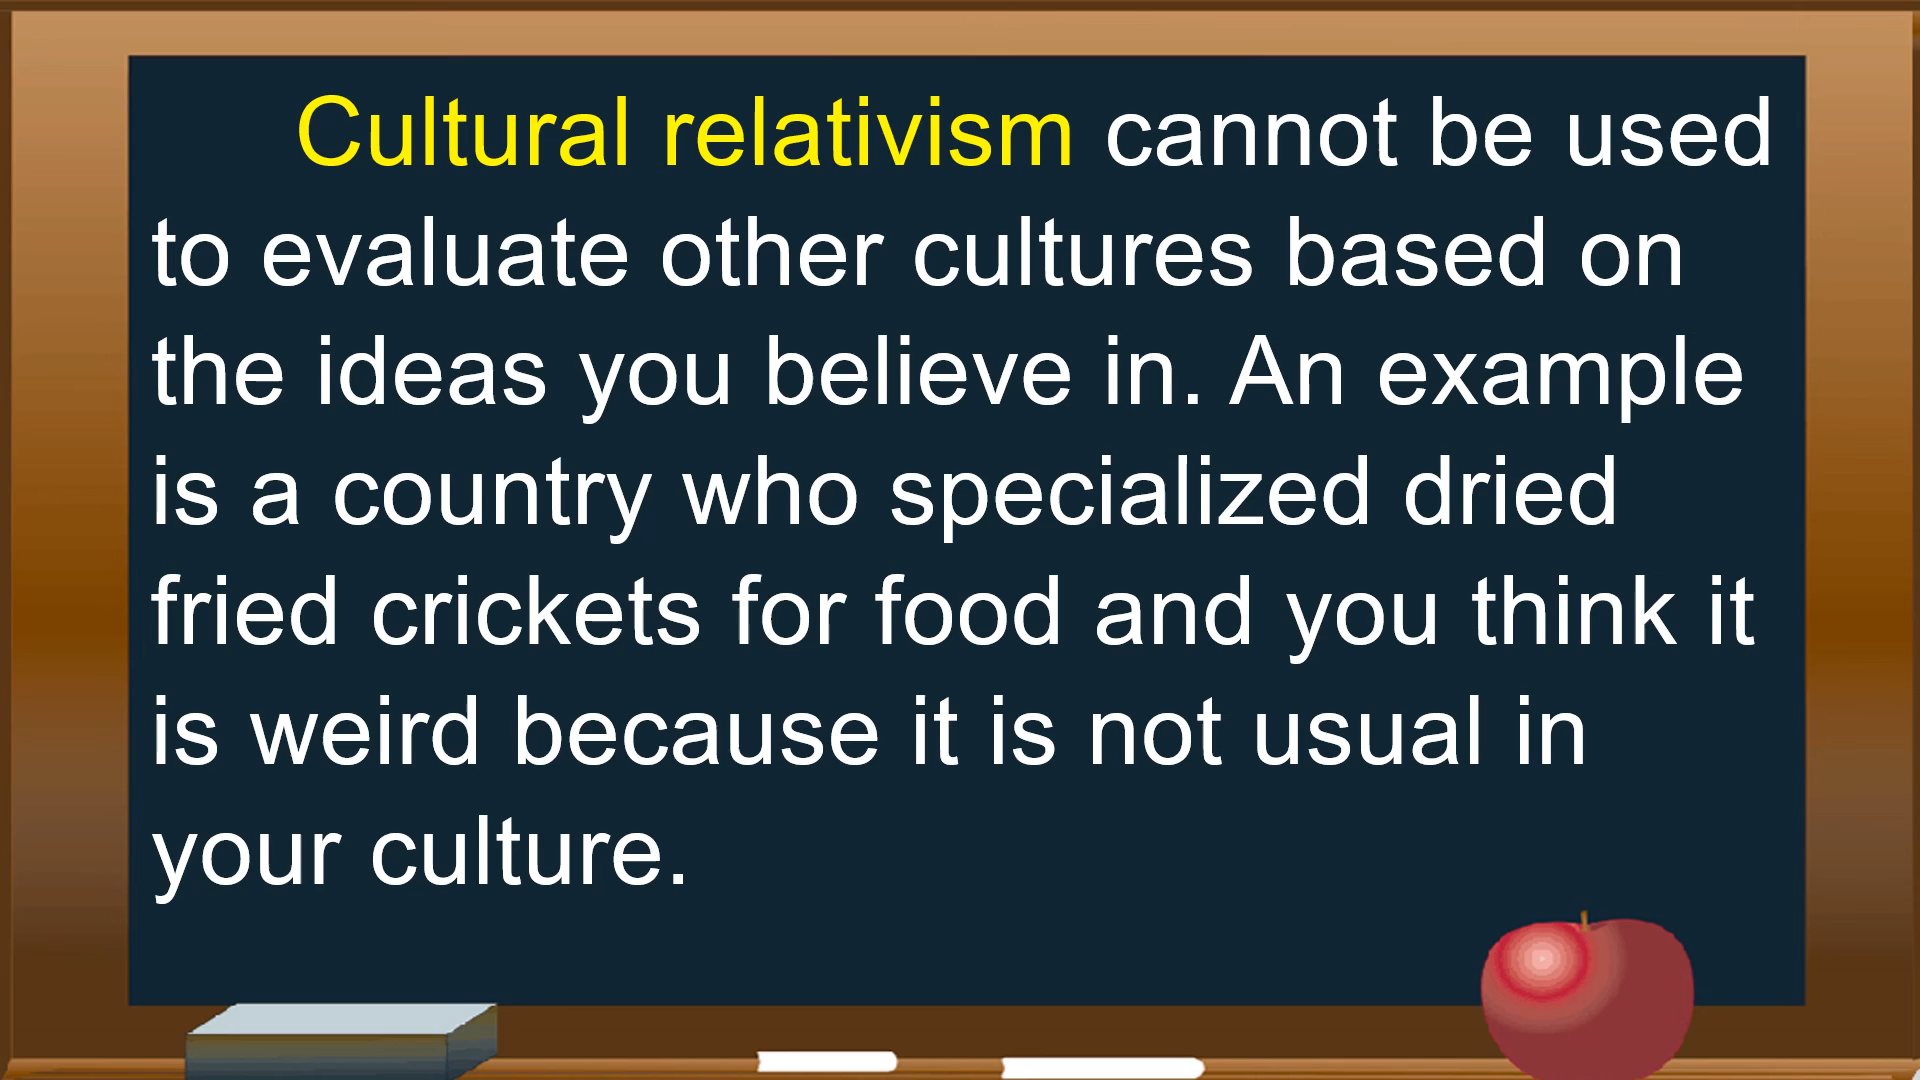 Cultural relativism cannot be used
to evaluate other cultures based on
the ideas you believe in. An example
is a country who specialized dried
fried crickets for food and you think it
is weird because it is not usual in
your culture.